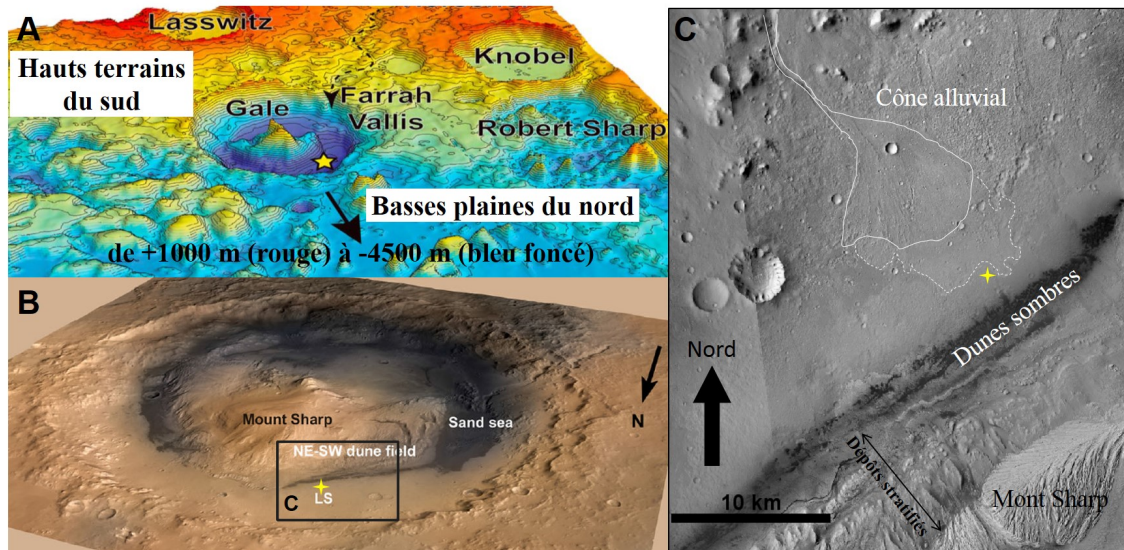 A
Lasswitz
Hauts terrains
du sud
Knobel
Gale
Farrah
Vallis
Robert Sharp
Basses plaines du nord
de +1000 m (rouge) à -4500 m (bleu foncé)
B
Mount Sharp
Sand sea
N
NE-SW dune field
LS
C
C
Cône alluvial
Dunes sombres
Nord
Dépôts stratifiés
10 km
Mont Sharp